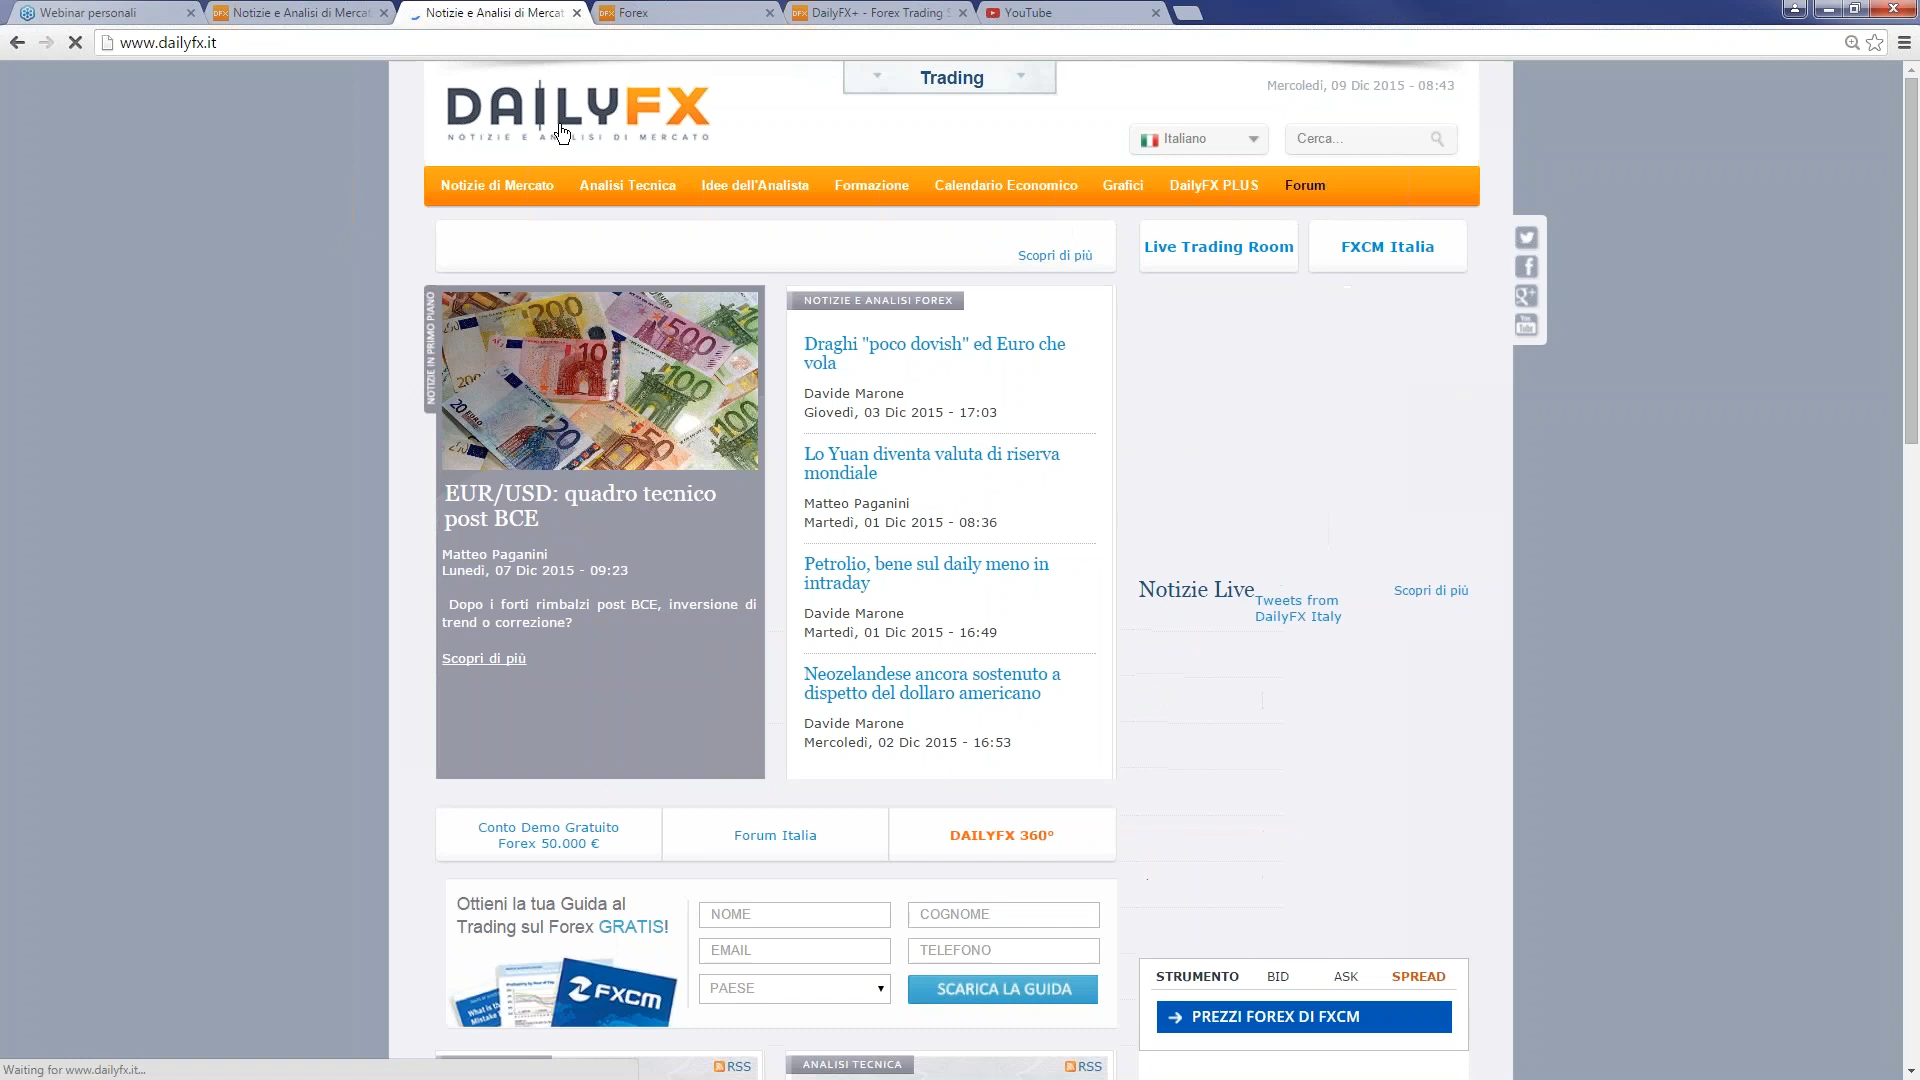 Webinar personali
Notizie e Analisi di Mercat
Notizie e Analisi di Mercat
Forex
DailyFX+ - Forex Trading S
YouTube
www.dailyfx.it
Trading
Mercoledì, 09 Dic 2015 - 08:43
DAILYFX
NOTIZIE E ANALISI DI MERCATO
Italiano
Cerca...
Notizie di Mercato
Analisi Tecnica
Idee dell'Analista
Formazione
Calendario Economico
Grafici
DailyFX PLUS
Forum
Scopri di più
Live Trading Room
FXCM Italia
NOTIZIE IN PRIMO PIANO
EUR/USD: quadro tecnico
post BCE
Matteo Paganini
Lunedì, 07 Dic 2015 - 09:23
Dopo i forti rimbalzi post BCE, inversione di
trend o correzione?
Scopri di più
NOTIZIE E ANALISI FOREX
Draghi "poco dovish" ed Euro che
vola
Davide Marone
Giovedì, 03 Dic 2015 - 17:03
Lo Yuan diventa valuta di riserva
mondiale
Matteo Paganini
Martedì, 01 Dic 2015 - 08:36
Petrolio, bene sul daily meno in
intraday
Davide Marone
Martedì, 01 Dic 2015 - 16:49
Neozelandese ancora sostenuto a
dispetto del dollaro americano
Davide Marone
Mercoledì, 02 Dic 2015 - 16:53
Notizie Live
Tweets from
DailyFX Italy
Scopri di più
Conto Demo Gratuito
Forex 50.000 €
Forum Italia
DAILYFX 360°
Ottieni la tua Guida al
Trading sul Forex GRATIS!
FXCM
NOME
COGNOME
EMAIL
TELEFONO
PAESE
SCARICA LA GUIDA
STRUMENTO
BID
ASK
SPREAD
PREZZI FOREX DI FXCM
RSS
ANALISI TECNICA
RSS
Waiting for www.dailyfx.it...